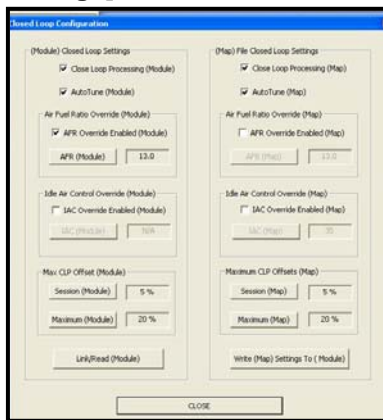 Closed Loop Configuration
(Module) Closed Loop Settings
Close Loop Processing (Module)
AutoTune (Module)
Air Fuel Ratio Override (Module)
AFR Override Enabled (Module)
AFR (Module) 13.0
Idle Air Control Override (Module)
IAC Override Enabled (Module)
IAC (Module) N/A
Max CLP Offset (Module)
Session (Module) 5 %
Maximum (Module) 20 %
Link/Read (Module)
(Map) File Closed Loop Settings
Close Loop Processing (Map)
AutoTune (Map)
Air Fuel Ratio Override (Map)
AFR Override Enabled (Map)
AFR (Map) 13.0
Idle Air Control Override (Map)
IAC Override Enabled (Map)
IAC (Map) 35
Maximum CLP Offsets (Map)
Session (Map) 5 %
Maximum (Map) 20 %
Write (Map) Settings To ( Module)
CLOSE